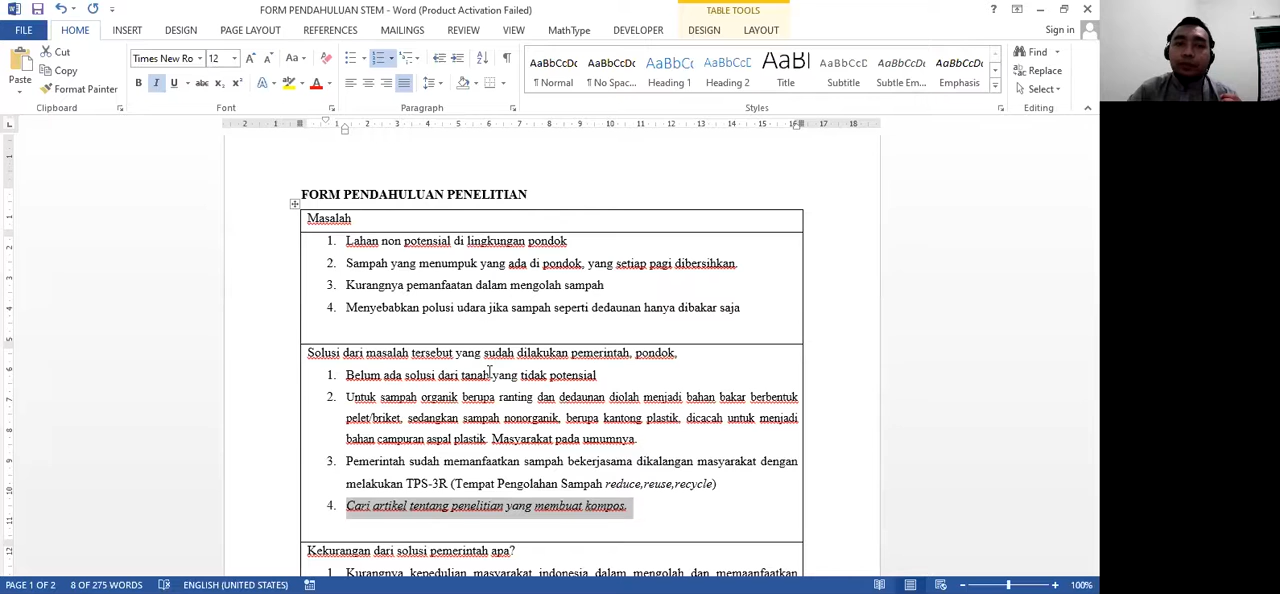 FORM PENDAHULUAN STEM - Word (Product Activation Failed)
TABLE TOOLS
FILE HOME INSERT DESIGN PAGE LAYOUT REFERENCES MAILINGS REVIEW VIEW MathType DEVELOPER DESIGN LAYOUT Sign in
Paste
Cut
Copy
Format Painter
Clipboard
Times New Ro 12
Font
Paragraph
AaBbCcDc AaBbCcDc AaBbCc AaBbCcC AaBl AaBbCcD AaBbCcDc AaBbCcDc
¶ Normal ¶ No Spac... Heading 1 Heading 2 Title Subtitle Subtle Em... Emphasis
Styles
Find
Replace
Select
Editing
FORM PENDAHULUAN PENELITIAN
Masalah
1. Lahan non potensial di lingkungan pondok
2. Sampah yang menumpuk yang ada di pondok, yang setiap pagi dibersihkan.
3. Kurangnya pemanfaatan dalam mengolah sampah
4. Menyebabkan polusi udara jika sampah seperti dedaunan hanya dibakar saja
Solusi dari masalah tersebut yang sudah dilakukan pemerintah, pondok,
1. Belum ada solusi dari tanah yang tidak potensial
2. Untuk sampah organik berupa ranting dan dedaunan diolah menjadi bahan bakar berbentuk
pelet/briket, sedangkan sampah nonorganik, berupa kantong plastik, dicacah untuk menjadi
bahan campuran aspal plastik. Masyarakat pada umumnya.
3. Pemerintah sudah memanfaatkan sampah bekerjasama dikalangan masyarakat dengan
melakukan TPS-3R (Tempat Pengolahan Sampah reduce,reuse,recycle)
4. Cari artikel tentang penelitian yang membuat kompos.
Kekurangan dari solusi pemerintah apa?
1. Kurangnya kepedulian masyarakat indonesia dalam mengolah dan memaanfaatkan
PAGE 1 OF 2 8 OF 275 WORDS ENGLISH (UNITED STATES) 100%